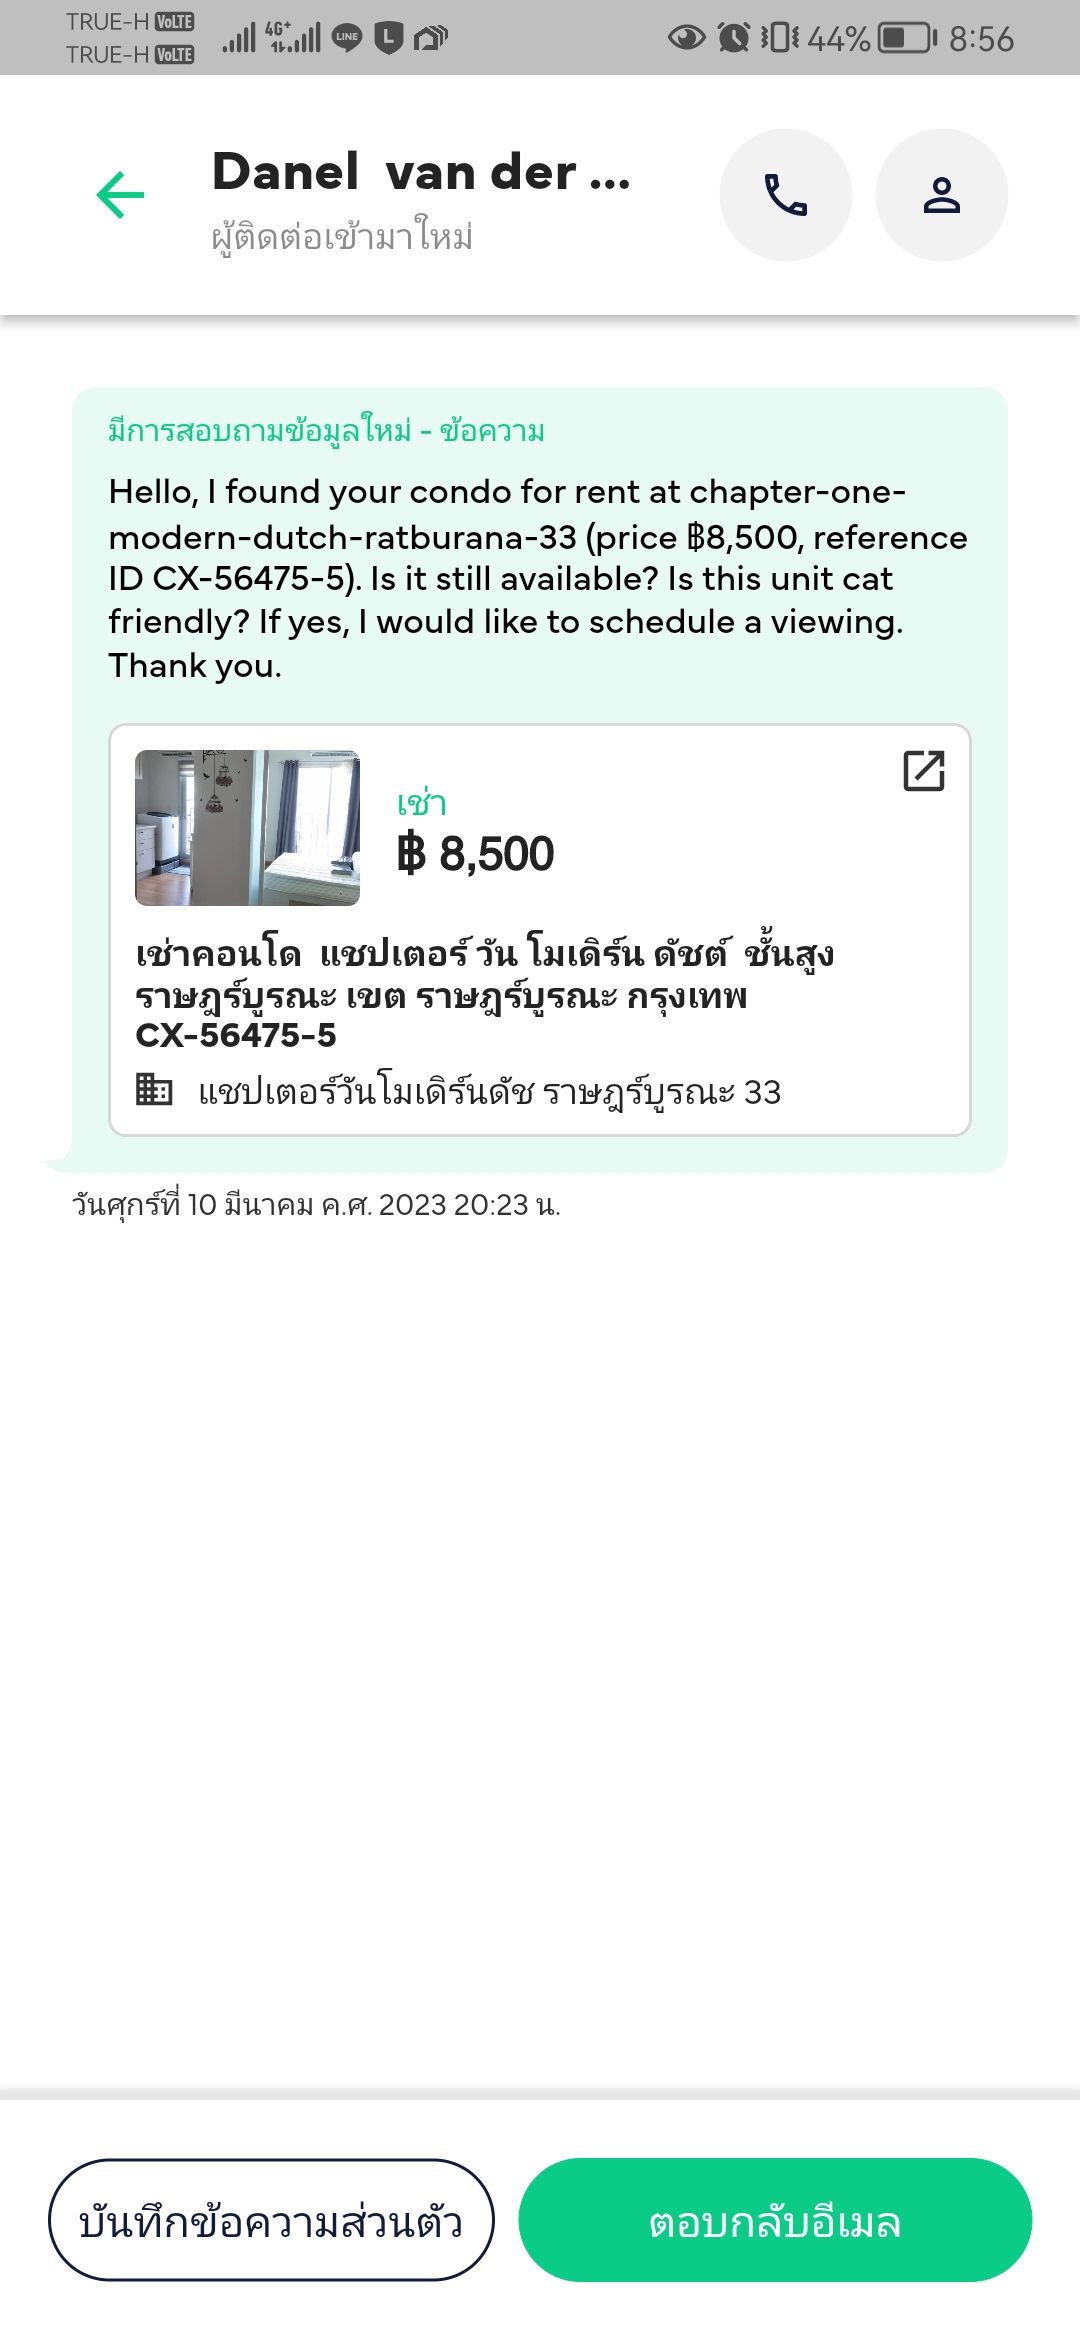 TRUE-H VoLTE
TRUE-H VoLTE
4G+
LINE
L
44%
8:56
Danel van der ...
ผู้ติดต่อเข้ามาใหม่
มีการสอบถามข้อมูลใหม่ - ข้อความ
Hello, I found your condo for rent at chapter-one-
modern-dutch-ratburana-33 (price ฿8,500, reference
ID CX-56475-5). Is it still available? Is this unit cat
friendly? If yes, I would like to schedule a viewing.
Thank you.
เช่า
฿ 8,500
เช่าคอนโด แชปเตอร์ วัน โมเดิร์น ดัชต์ ชั้นสูง
ราษฎร์บูรณะ เขต ราษฎร์บูรณะ กรุงเทพ
CX-56475-5
แชปเตอร์วันโมเดิร์นดัช ราษฎร์บูรณะ 33
วันศุกร์ที่ 10 มีนาคม ค.ศ. 2023 20:23 น.
บันทึกข้อความส่วนตัว
ตอบกลับอีเมล